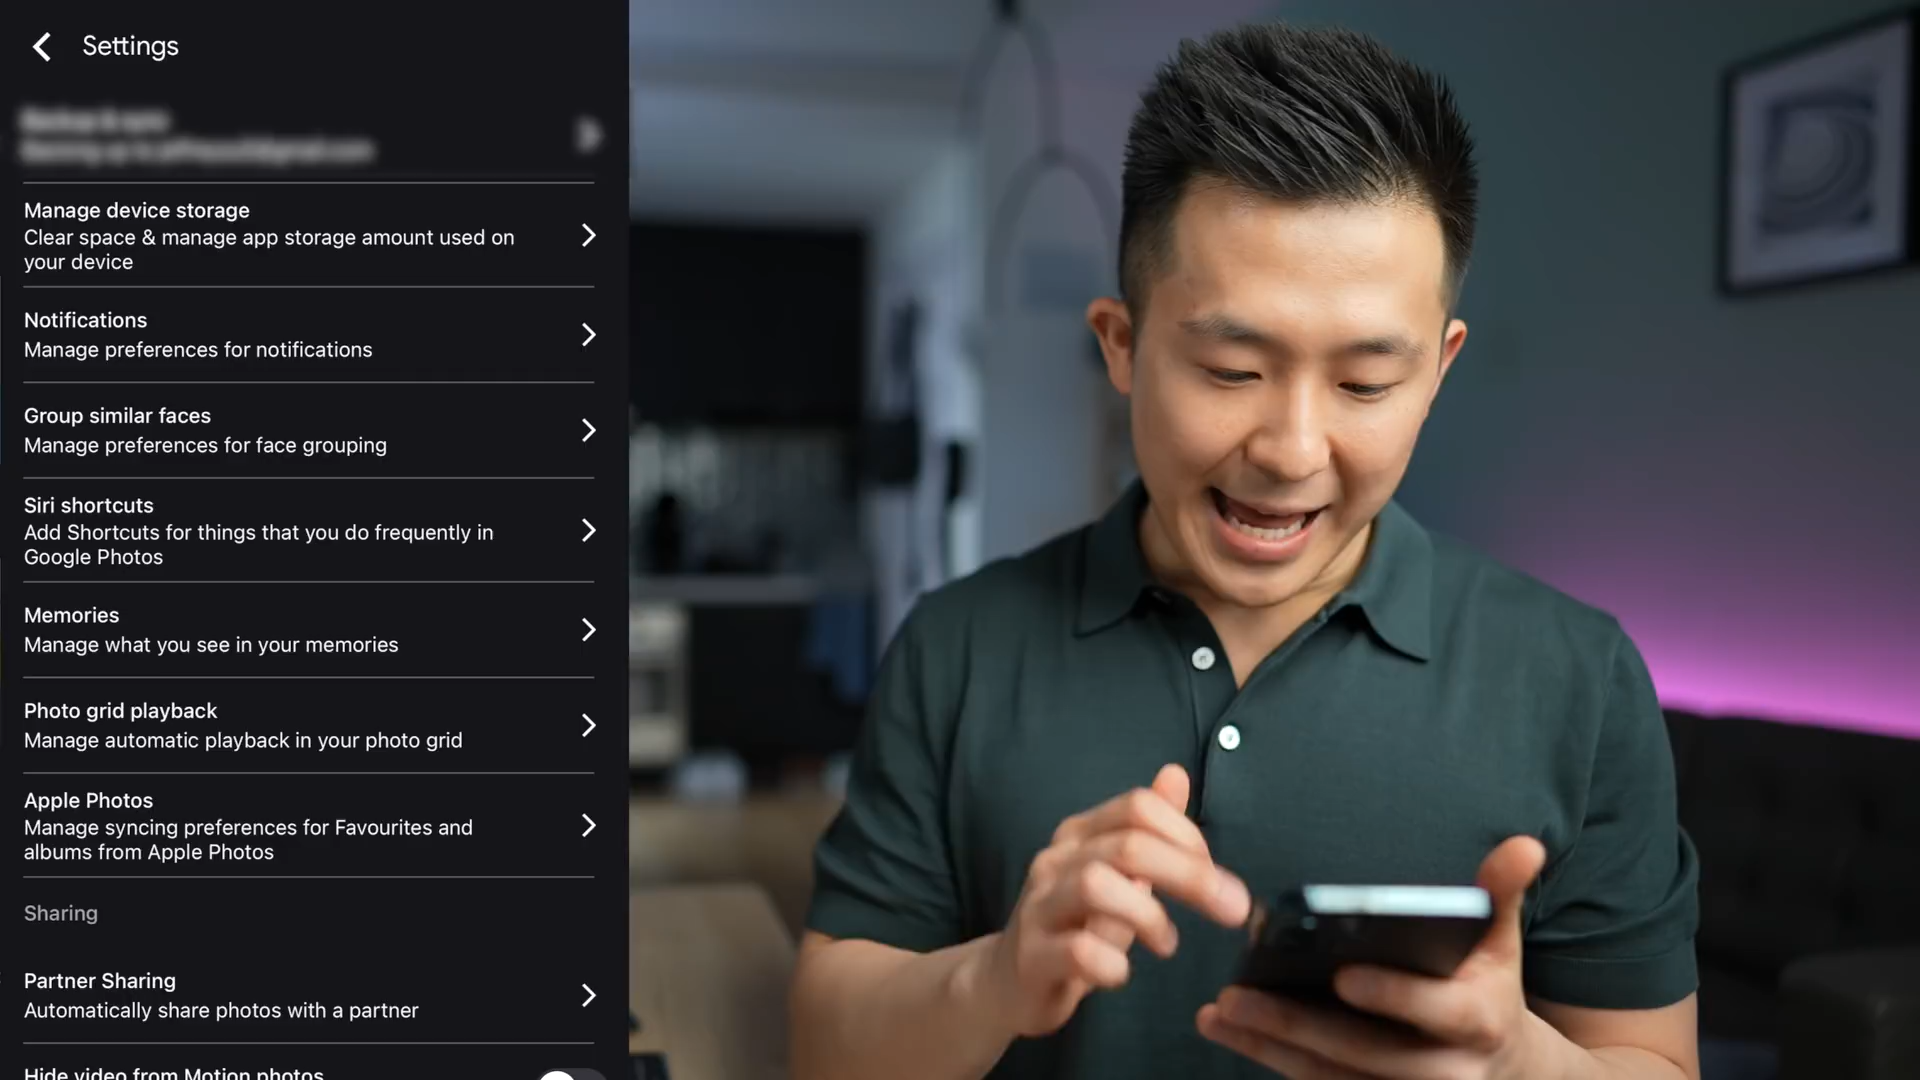 Settings
Manage device storage
Clear space & manage app storage amount used on
your device
Notifications
Manage preferences for notifications
Group similar faces
Manage preferences for face grouping
Siri shortcuts
Add Shortcuts for things that you do frequently in
Google Photos
Memories
Manage what you see in your memories
Photo grid playback
Manage automatic playback in your photo grid
Apple Photos
Manage syncing preferences for Favourites and
albums from Apple Photos
Sharing
Partner Sharing
Automatically share photos with a partner
Hide video from Motion photos